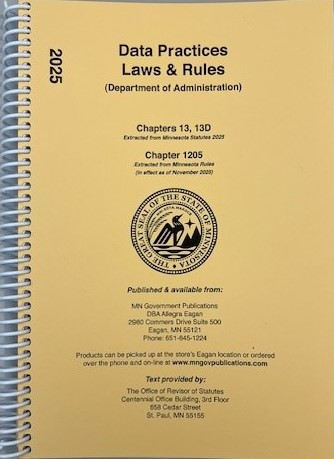 2025
Data Practices
Laws & Rules
(Department of Administration)
Chapters 13, 13D
Extracted from Minnesota Statutes 2025
Chapter 1205
Extracted from Minnesota Rules
(in effect as of November 2025)
THE GREAT SEAL OF THE STATE OF MINNESOTA
Published & available from:
MN Government Publications
DBA Allegra Eagan
2980 Commers Drive Suite 500
Eagan, MN 55121
Phone: 651-645-1224
Products can be picked up at the store's Eagan location or ordered
over the phone and on-line at www.mngovpublications.com
Text provided by:
The Office of Revisor of Statutes
Centennial Office Building, 3rd Floor
658 Cedar Street
St. Paul, MN 55155